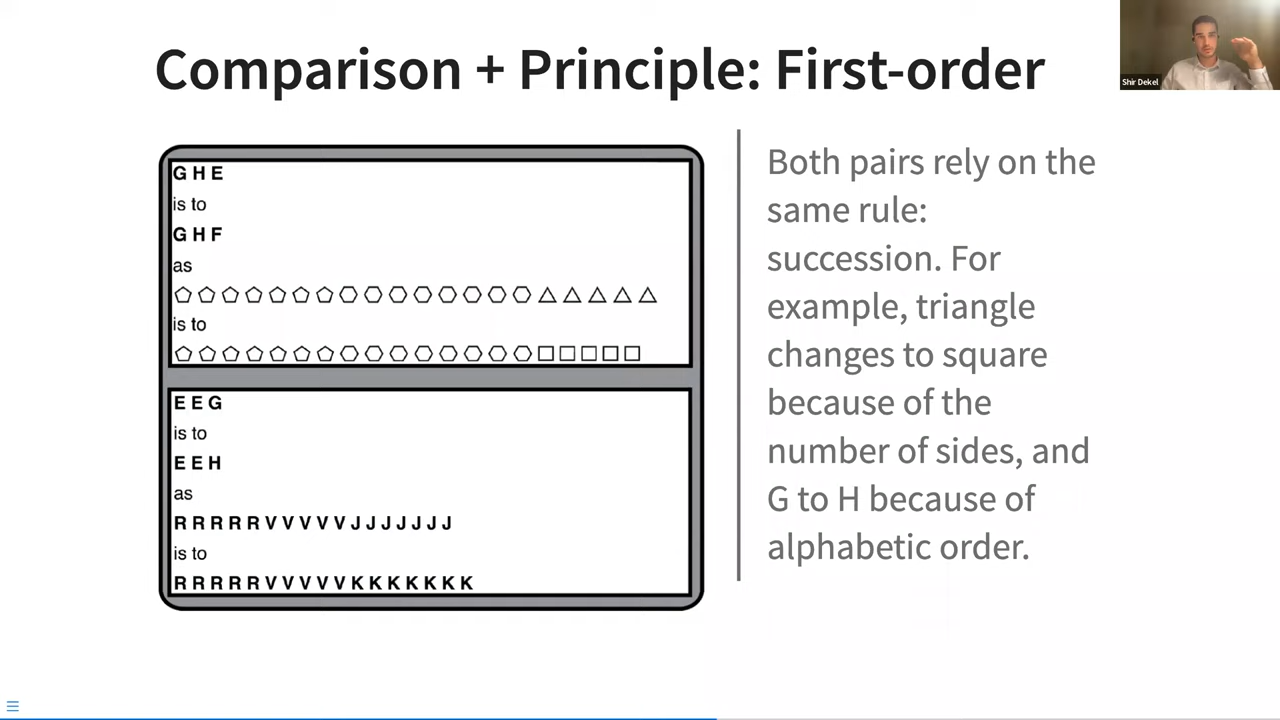 Comparison + Principle: First-order
Shir Dekel
G H E
is to
G H F
as
is to
E E G
is to
E E H
as
R R R R R V V V V V J J J J J J J
is to
R R R R R V V V V V K K K K K K K
Both pairs rely on the
same rule:
succession. For
example, triangle
changes to square
because of the
number of sides, and
G to H because of
alphabetic order.